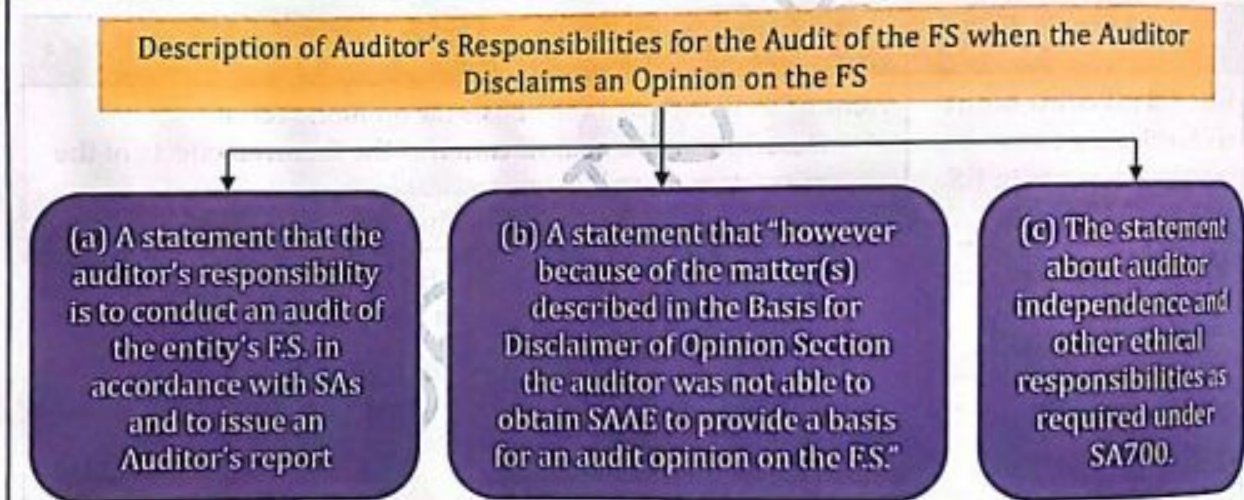 Description of Auditor's Responsibilities for the Audit of the FS when the Auditor
Disclaims an Opinion on the FS
(a) A statement that the
auditor's responsibility
is to conduct an audit of
the entity's F.S. in
accordance with SAs
and to issue an
Auditor's report
(b) A statement that "however
because of the matter(s)
described in the Basis for
Disclaimer of Opinion Section
the auditor was not able to
obtain SAAE to provide a basis
for an audit opinion on the F.S."
(c) The statement
about auditor
independence and
other ethical
responsibilities as
required under
SA700.